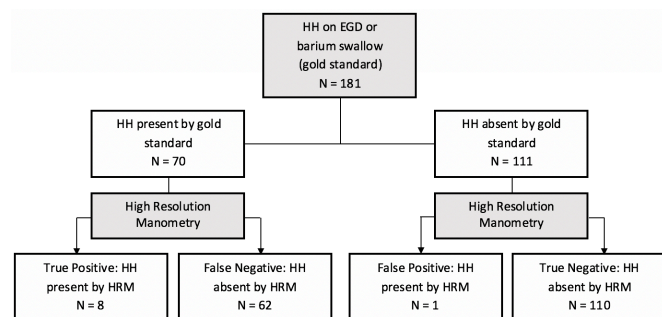 HH on EGD or
barium swallow
(gold standard)
N = 181
HH present by gold
standard
N = 70
HH absent by gold
standard
N = 111
High Resolution
Manometry
High Resolution
Manometry
True Positive: HH
present by HRM
N = 8
False Negative: HH
absent by HRM
N = 62
False Positive: HH
present by HRM
N = 1
True Negative: HH
absent by HRM
N = 110